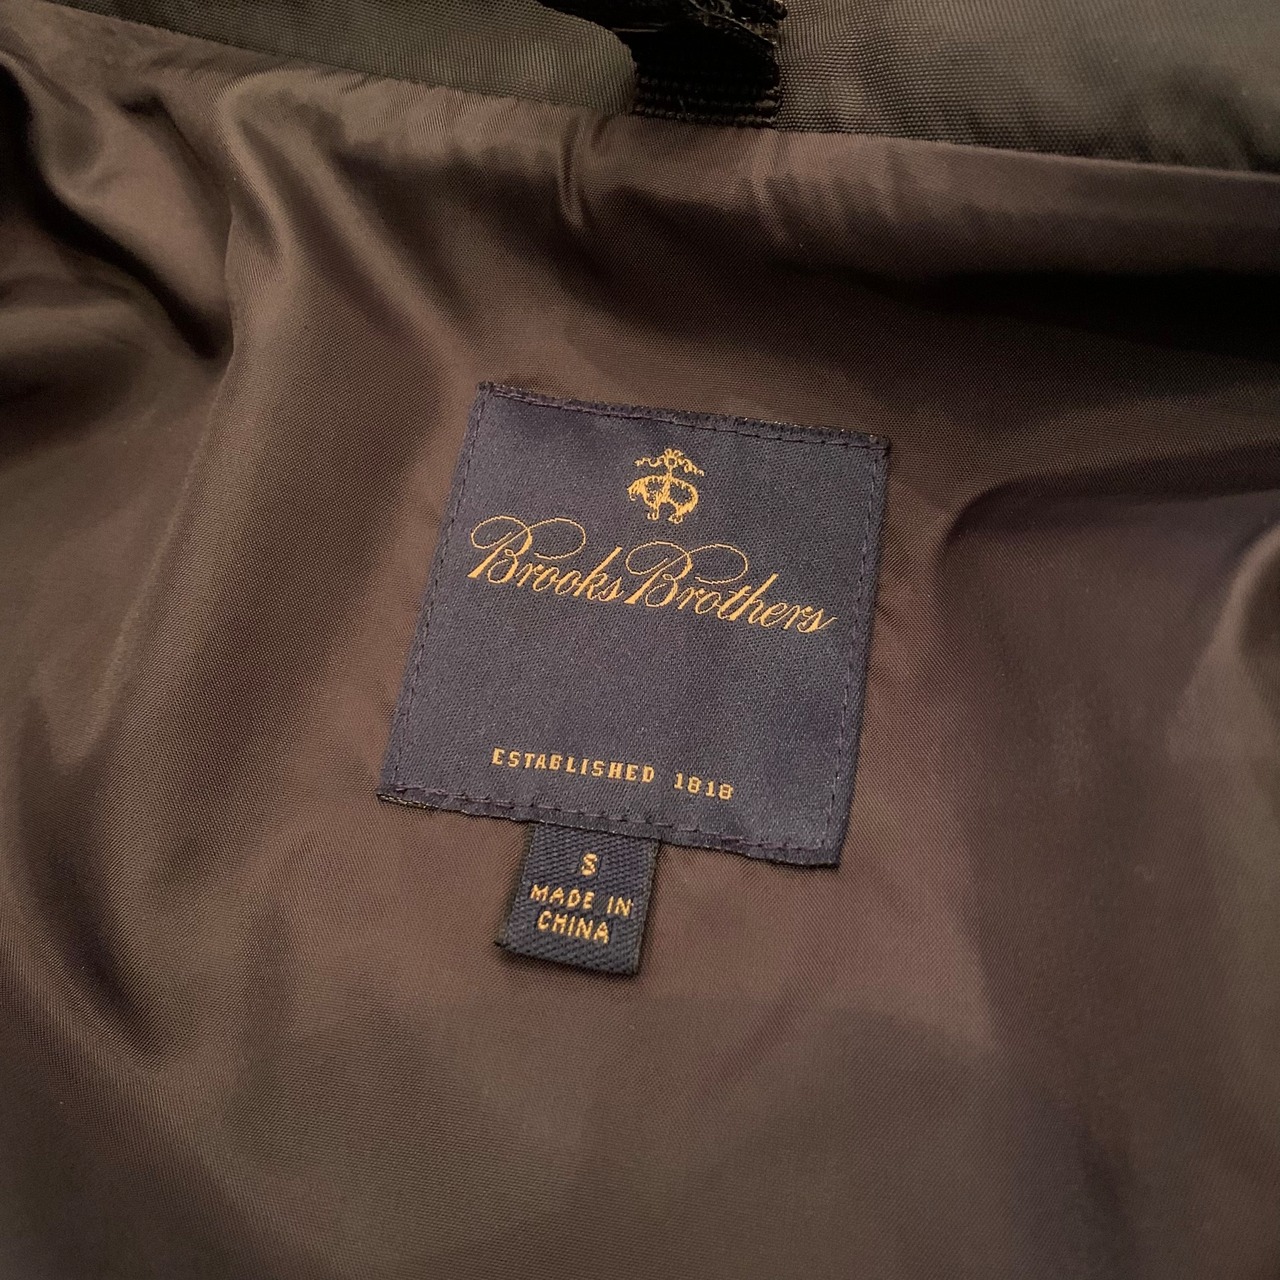 Brooks Brothers
ESTABLISHED 1818
S
MADE IN
CHINA